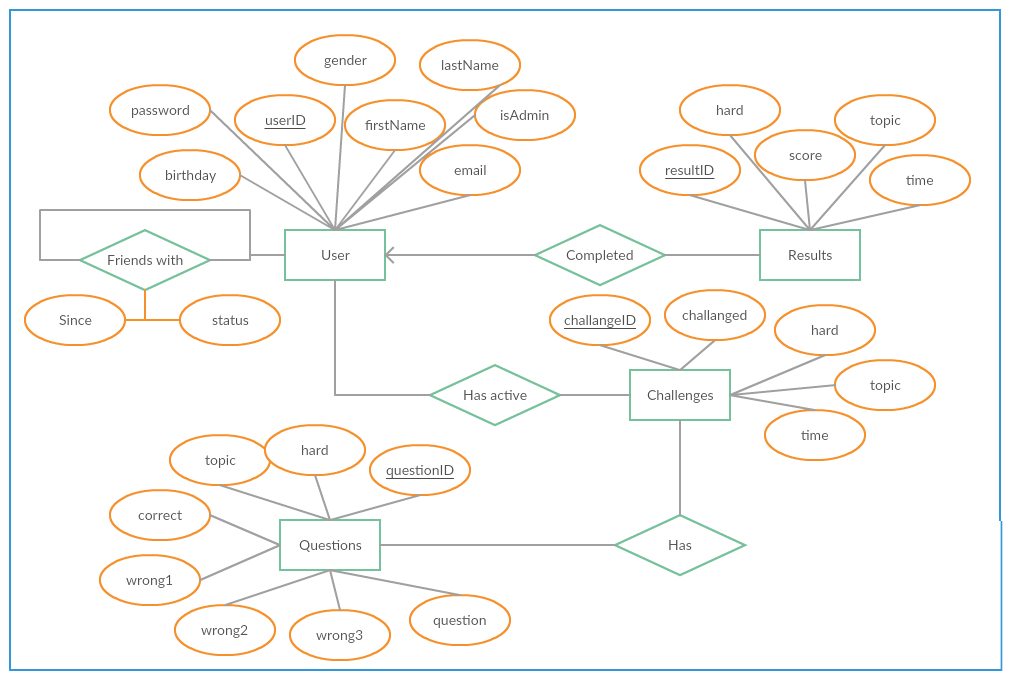 gender
lastName
password
userID
firstName
isAdmin
birthday
email
hard
topic
score
resultID
time
Friends with
User
Completed
Results
Since
status
challangeID
challanged
hard
topic
time
Has active
Challenges
topic
hard
questionID
correct
Questions
Has
wrong1
wrong2
wrong3
question